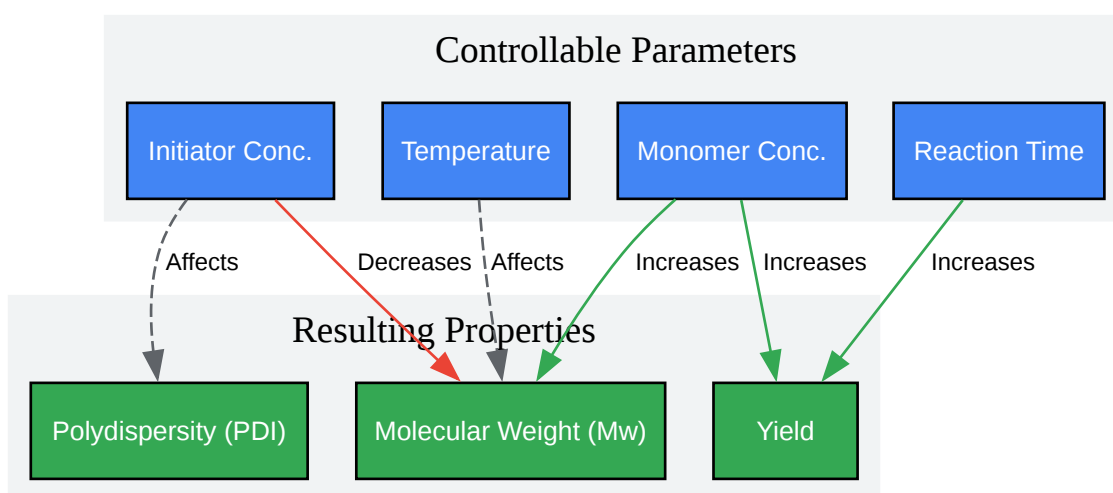 Controllable Parameters
Initiator Conc.
Temperature
Monomer Conc.
Reaction Time
Affects
Decreases
Affects
Increases
Increases
Increases
Resulting Properties
Polydispersity (PDI)
Molecular Weight (Mw)
Yield